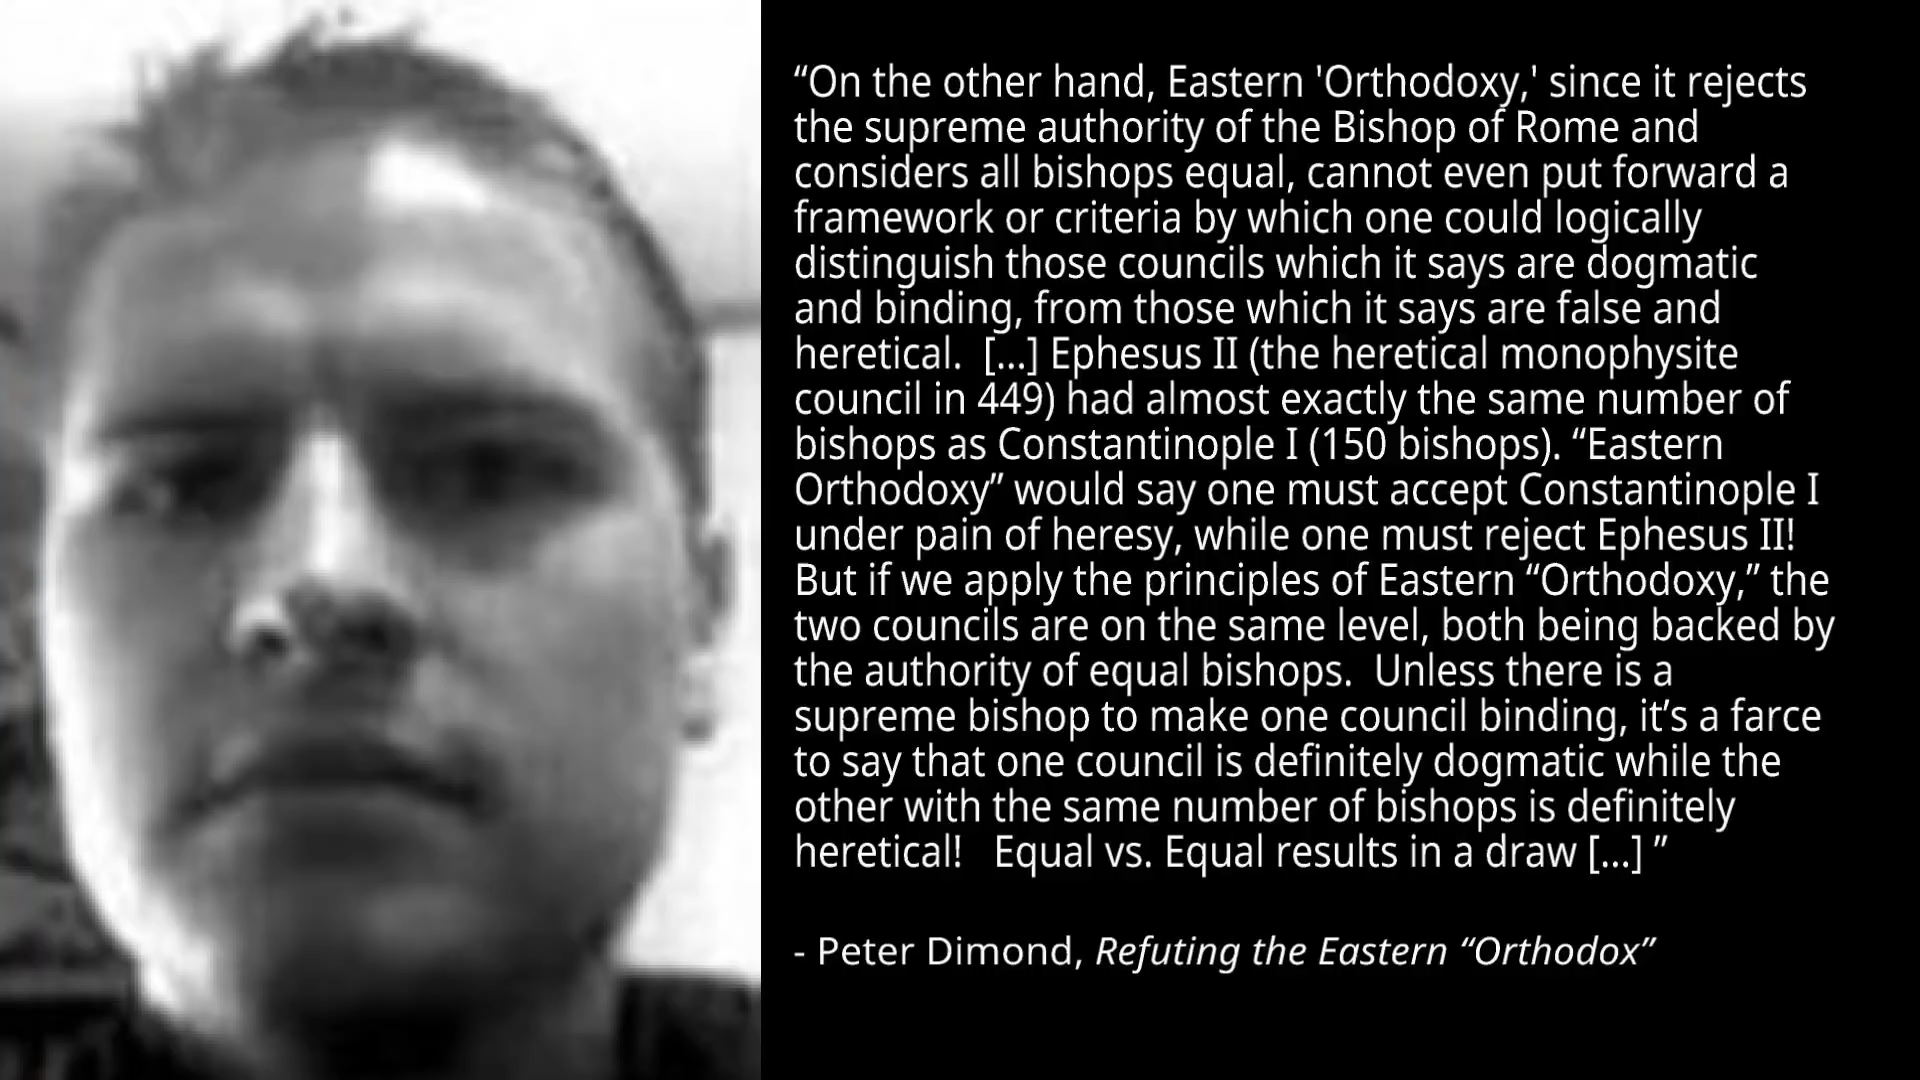 “On the other hand, Eastern 'Orthodoxy,' since it rejects
the supreme authority of the Bishop of Rome and
considers all bishops equal, cannot even put forward a
framework or criteria by which one could logically
distinguish those councils which it says are dogmatic
and binding, from those which it says are false and
heretical.  [...] Ephesus II (the heretical monophysite
council in 449) had almost exactly the same number of
bishops as Constantinople I (150 bishops). “Eastern
Orthodoxy” would say one must accept Constantinople I
under pain of heresy, while one must reject Ephesus II!
But if we apply the principles of Eastern “Orthodoxy,” the
two councils are on the same level, both being backed by
the authority of equal bishops.  Unless there is a
supreme bishop to make one council binding, it’s a farce
to say that one council is definitely dogmatic while the
other with the same number of bishops is definitely
heretical!   Equal vs. Equal results in a draw [...] ”
- Peter Dimond, Refuting the Eastern “Orthodox”